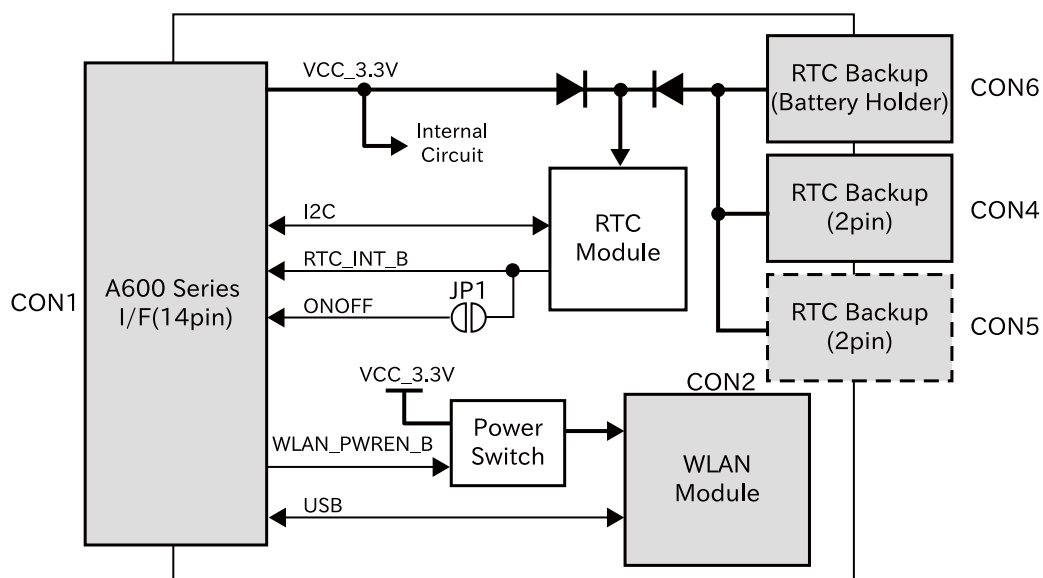 VCC_3.3V
Internal
Circuit
RTC Backup
(Battery Holder)
CON6
RTC Backup
(2pin)
CON4
RTC Backup
(2pin)
CON5
I2C
RTC
Module
RTC_INT_B
JP1
ONOFF
CON1
A600 Series
I/F(14pin)
VCC_3.3V
CON2
Power
Switch
WLAN_PWREN_B
WLAN
Module
USB